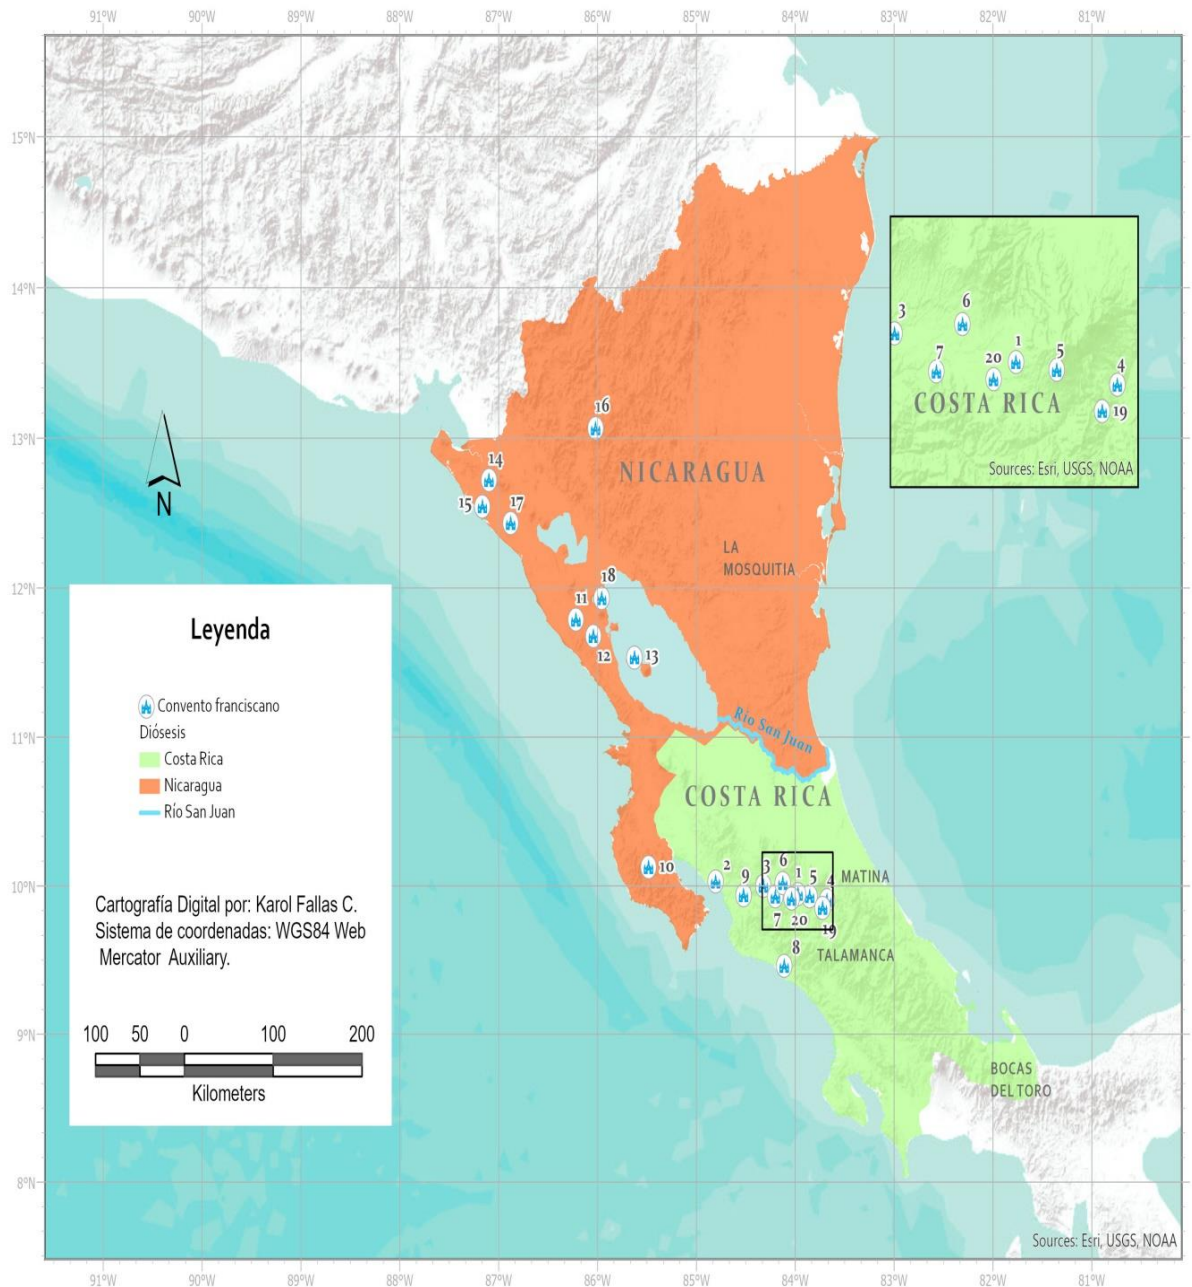 91°W 90°W 89°W 88°W 87°W 86°W 85°W 84°W 83°W 82°W 81°W
15°N
14°N
13°N
12°N
11°N
10°N
9°N
8°N
N
16
14
15
17
18
11
12
13
10
NICARAGUA
LA
MOSQUITIA
Río San Juan
COSTA RICA
2
9
3
6
1
5
4
7
20
19
8
MATINA
TALAMANCA
BOCAS
DEL TORO
3
6
7
20
1
5
4
19
COSTA RICA
Sources: Esri, USGS, NOAA
Leyenda
Convento franciscano
Diósesis
Costa Rica
Nicaragua
Río San Juan
Cartografía Digital por: Karol Fallas C.
Sistema de coordenadas: WGS84 Web
Mercator Auxiliary.
100 50 0 100 200
Kilometers
Sources: Esri, USGS, NOAA
91°W 90°W 89°W 88°W 87°W 86°W 85°W 84°W 83°W 82°W 81°W